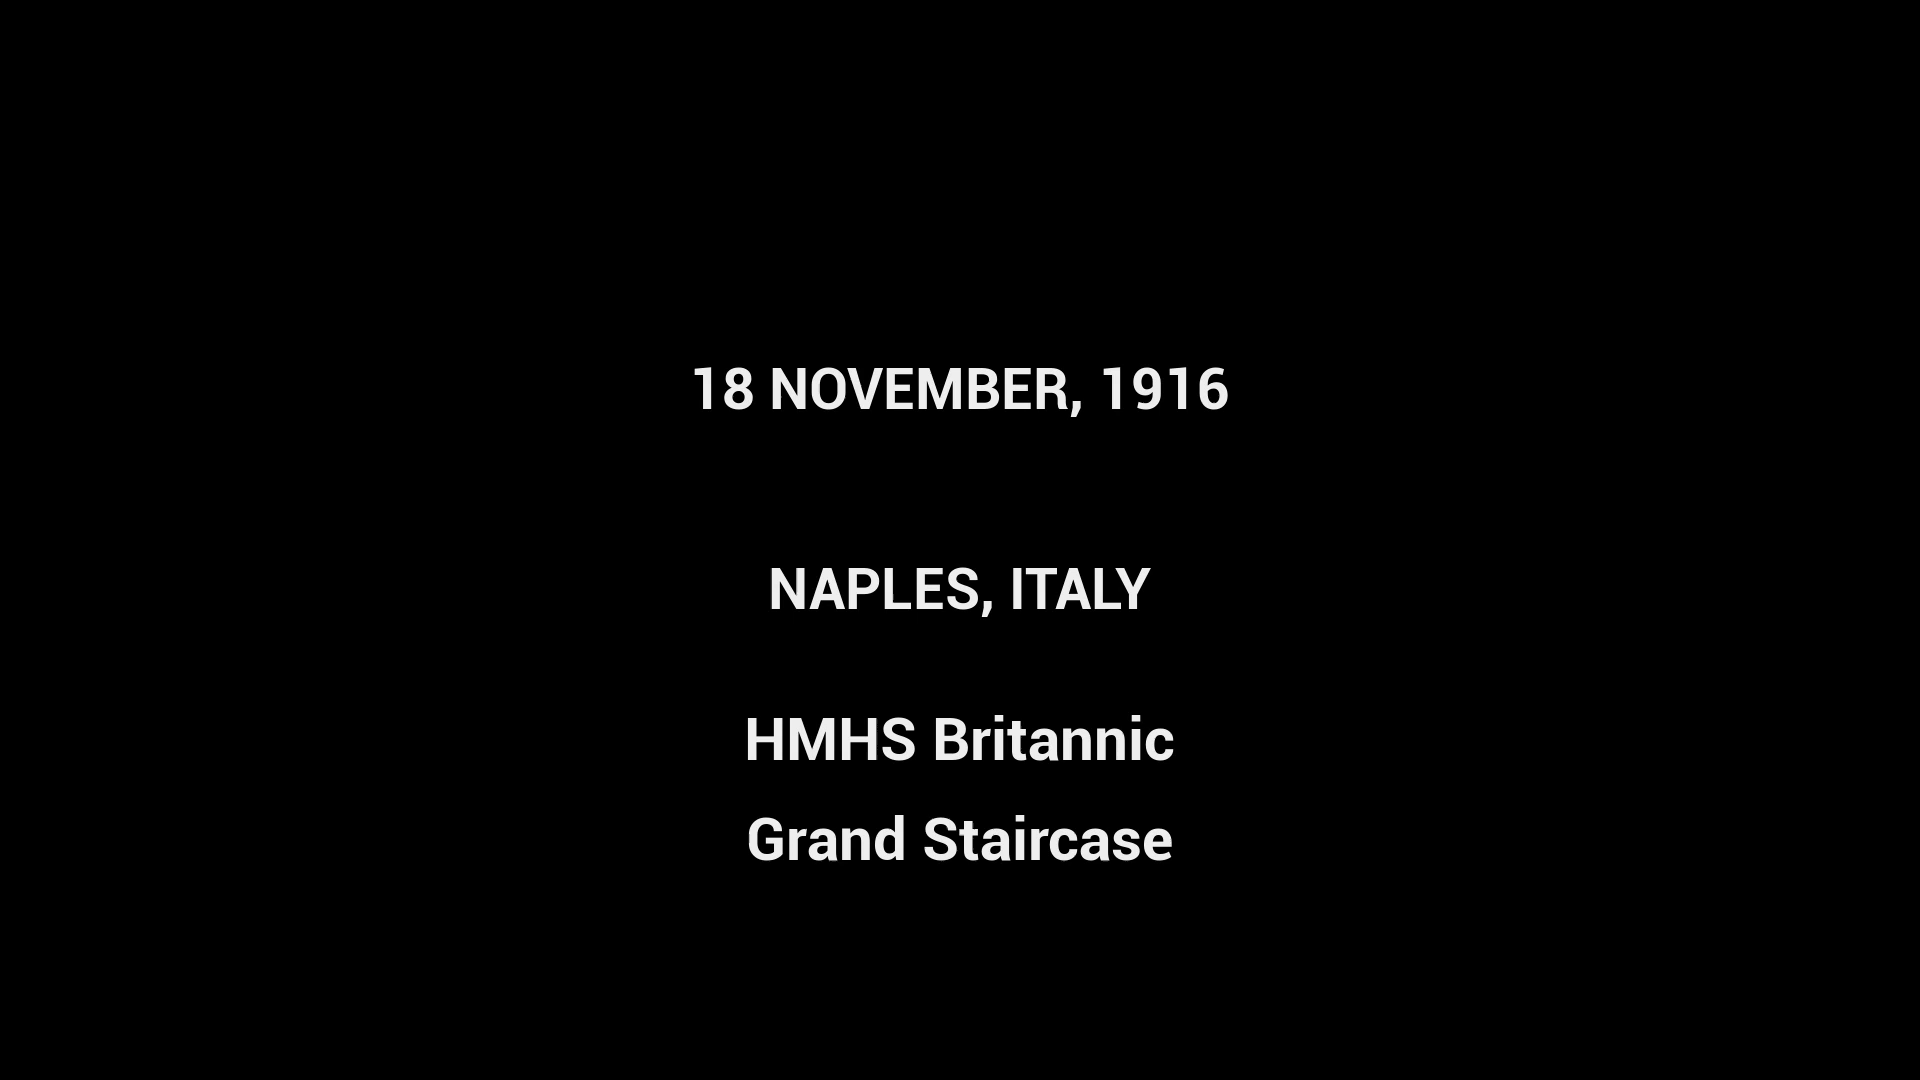 18 NOVEMBER, 1916
NAPLES, ITALY
HMHS Britannic
Grand Staircase